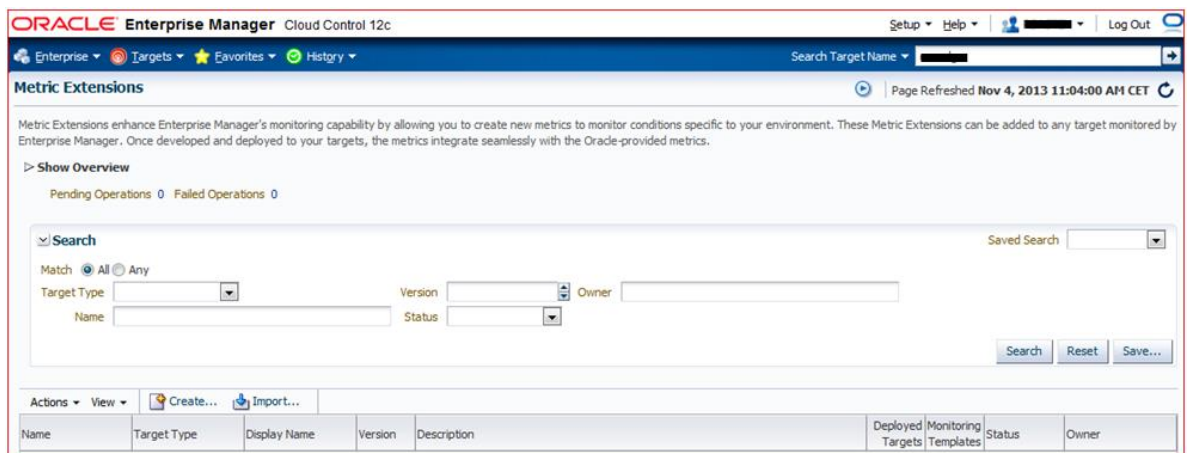 ORACLE Enterprise Manager Cloud Control 12c
Setup Help Log Out
Enterprise Targets Favorites History
Search Target Name
Metric Extensions
Page Refreshed Nov 4, 2013 11:04:00 AM CET
Metric Extensions enhance Enterprise Manager's monitoring capability by allowing you to create new metrics to monitor conditions specific to your environment. These Metric Extensions can be added to any target monitored by
Enterprise Manager. Once developed and deployed to your targets, the metrics integrate seamlessly with the Oracle-provided metrics.
Show Overview
Pending Operations 0 Failed Operations 0
Search
Saved Search
Match All Any
Target Type Version Owner
Name Status
Search Reset Save...
Actions View Create... Import...
Name Target Type Display Name Version Description Deployed Targets Monitoring Templates Status Owner